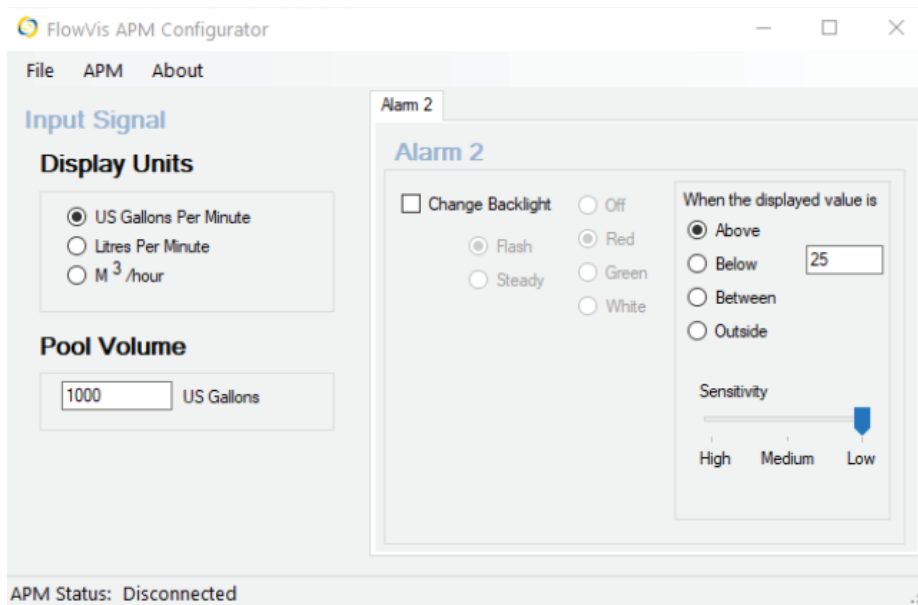 FlowVis APM Configurator
File APM About
Input Signal
Display Units
US Gallons Per Minute
Litres Per Minute
M 3 /hour
Pool Volume
1000 US Gallons
Alarm 2
Alarm 2
Change Backlight
Flash
Steady
Off
Red
Green
White
When the displayed value is
Above
Below
Between
Outside
25
Sensitivity
High Medium Low
APM Status: Disconnected